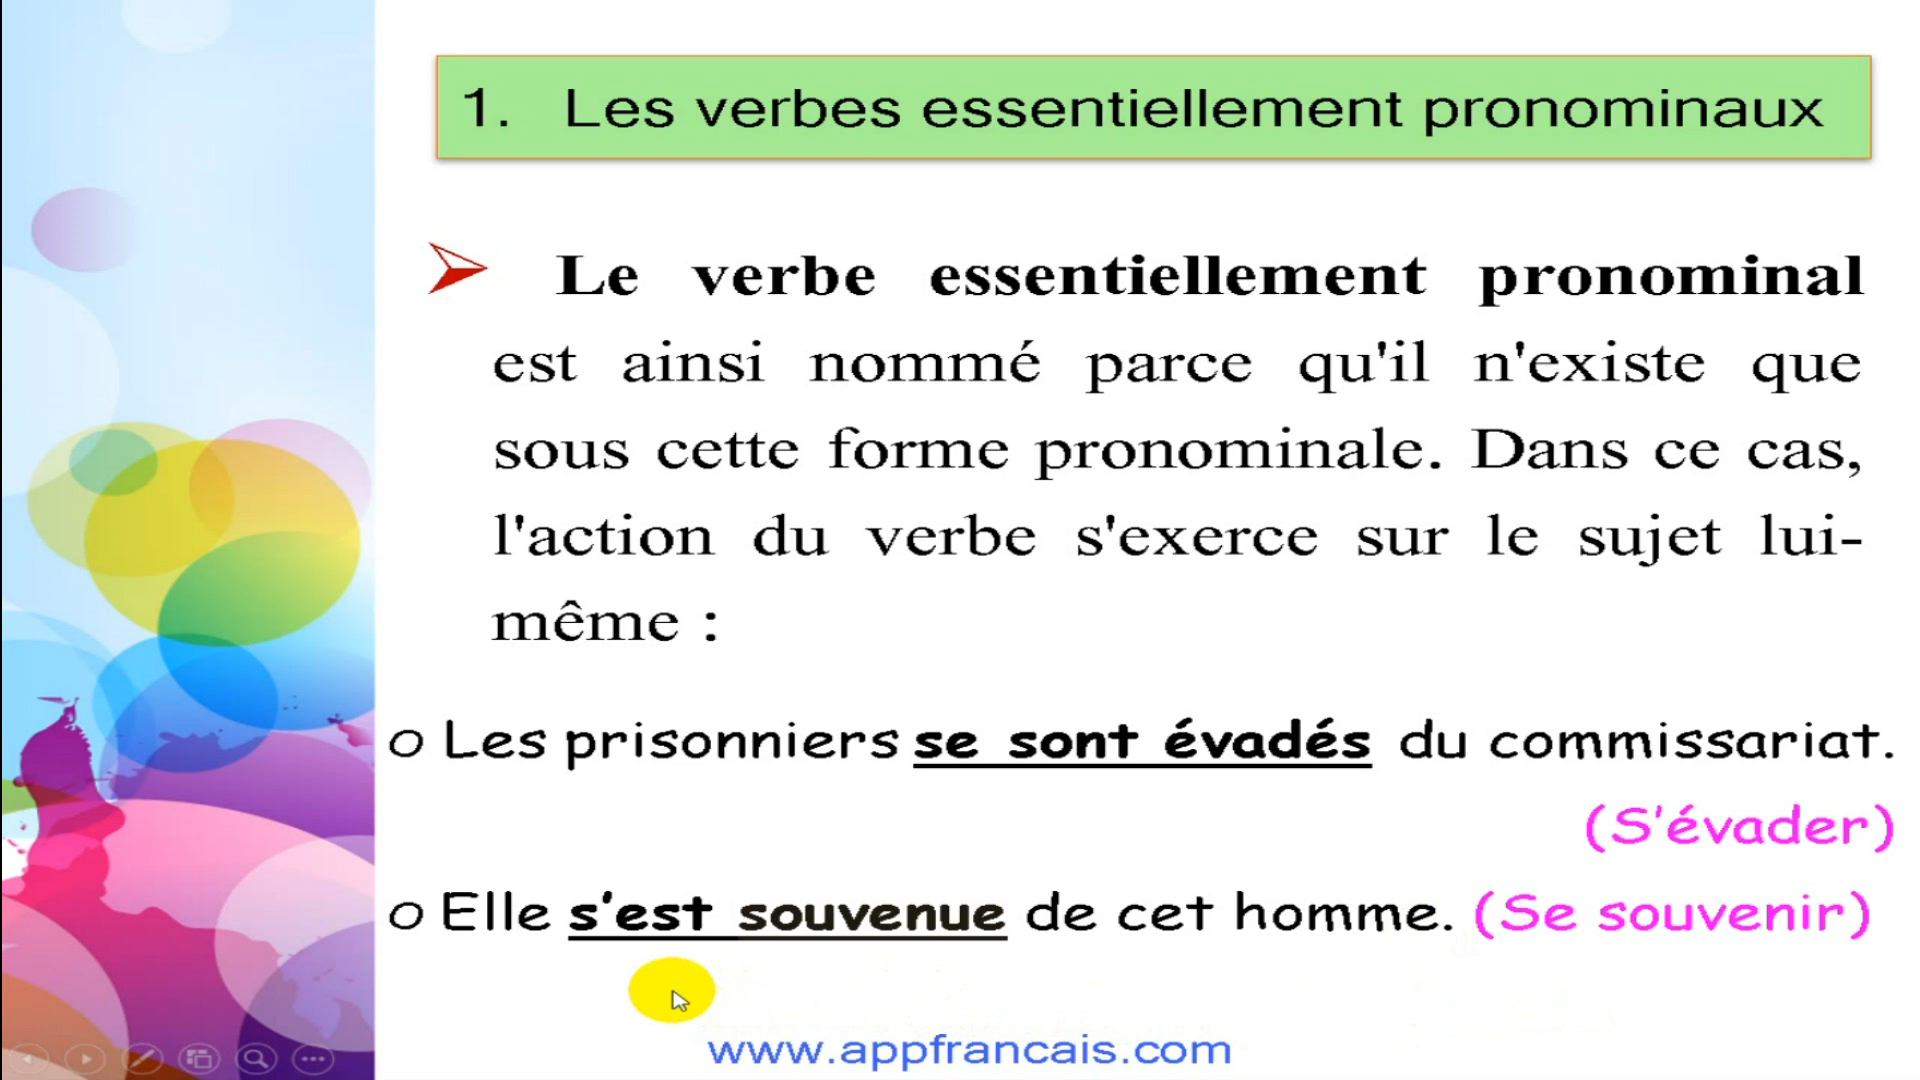 1. Les verbes essentiellement pronominaux
Le verbe essentiellement pronominal
est ainsi nommé parce qu'il n'existe que
sous cette forme pronominale. Dans ce cas,
l'action du verbe s'exerce sur le sujet lui-
même :
o Les prisonniers se sont évadés du commissariat.
(S'évader)
o Elle s'est souvenue de cet homme. (Se souvenir)
www.appfrancais.com